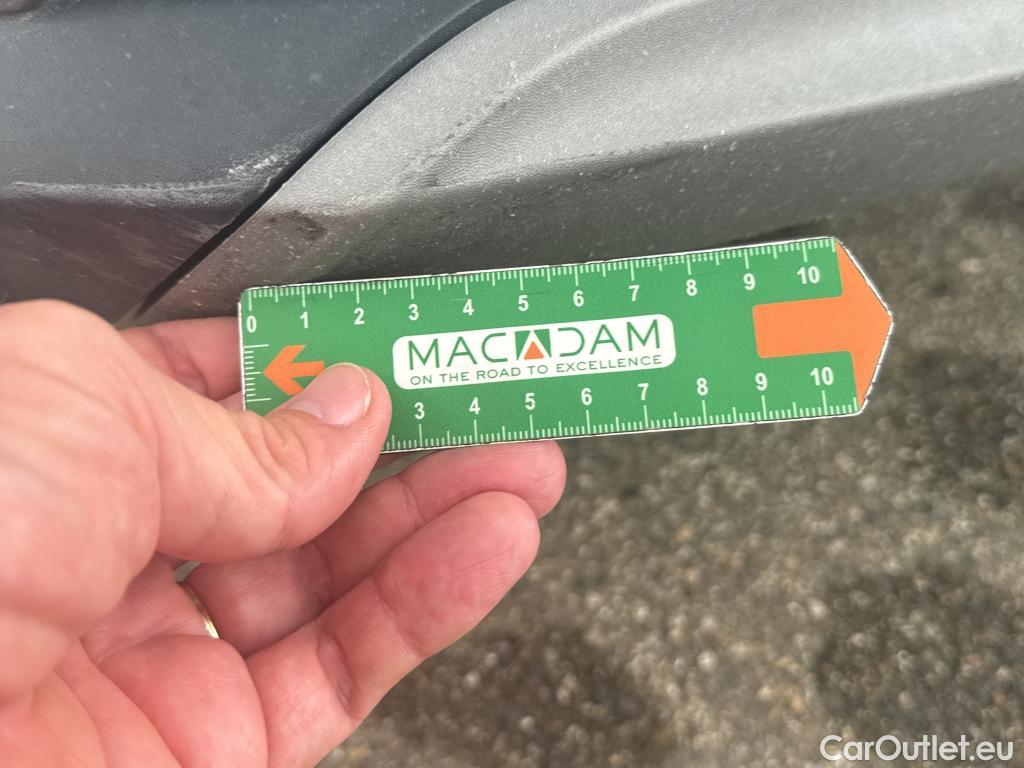 0 1 2 3 4 5 6 7 8 9 10
MACADAM
ON THE ROAD TO EXCELLENCE
3 4 5 6 7 8 9 10
CarOutlet.eu